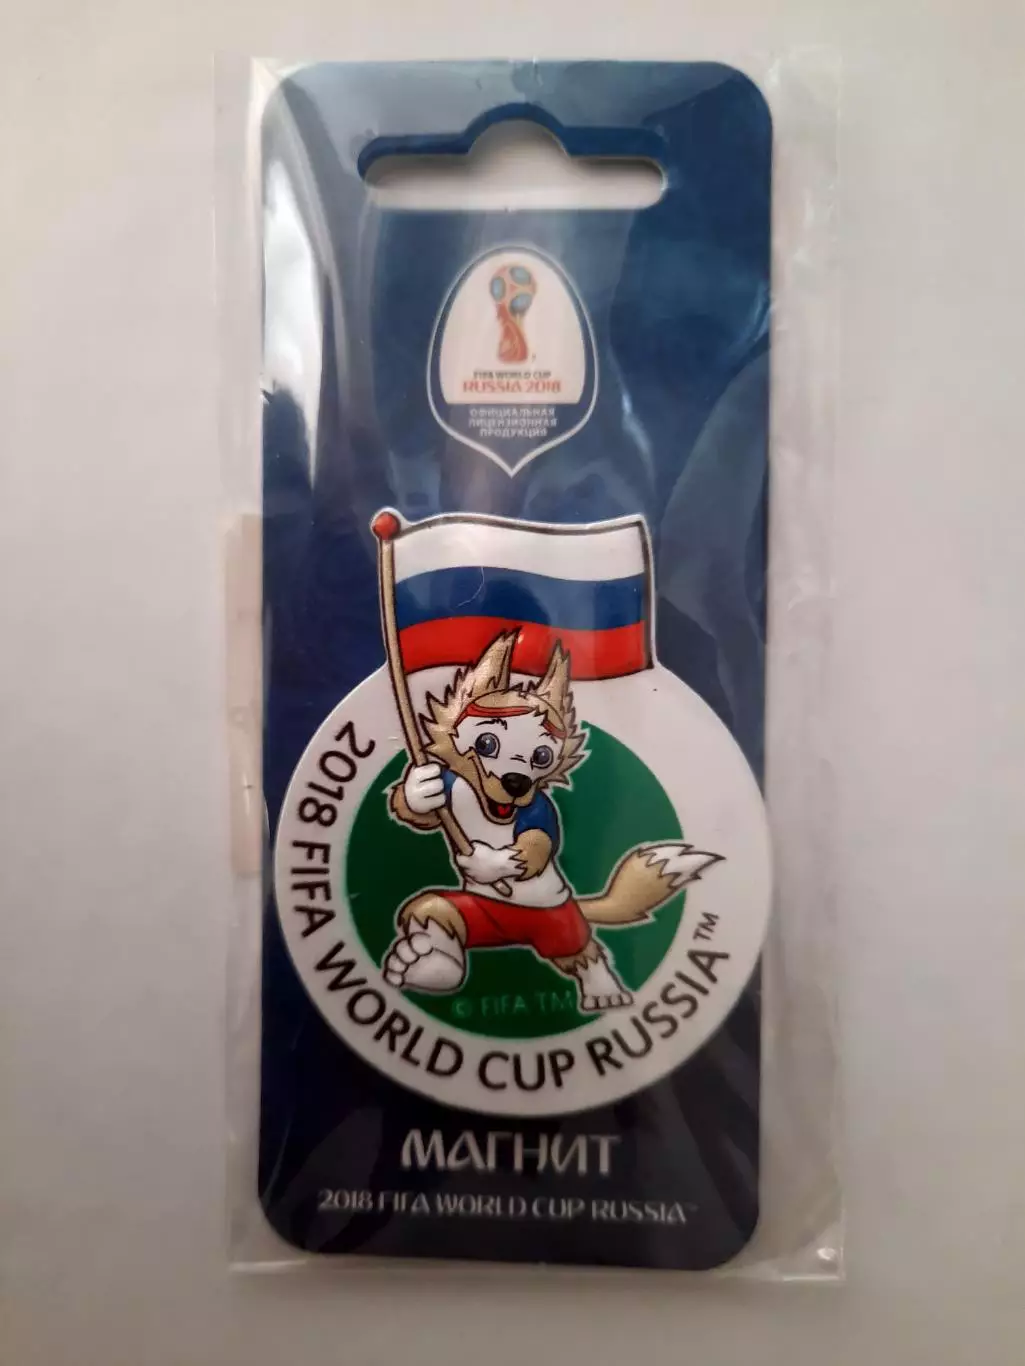 FIFA WORLD CUP
RUSSIA 2018
ОФИЦИАЛЬНАЯ
ЛИЦЕНЗИОННАЯ
ПРОДУКЦИЯ
2018 FIFA WORLD CUP RUSSIA™
© FIFA TM
МАГНИТ
2018 FIFA WORLD CUP RUSSIA™